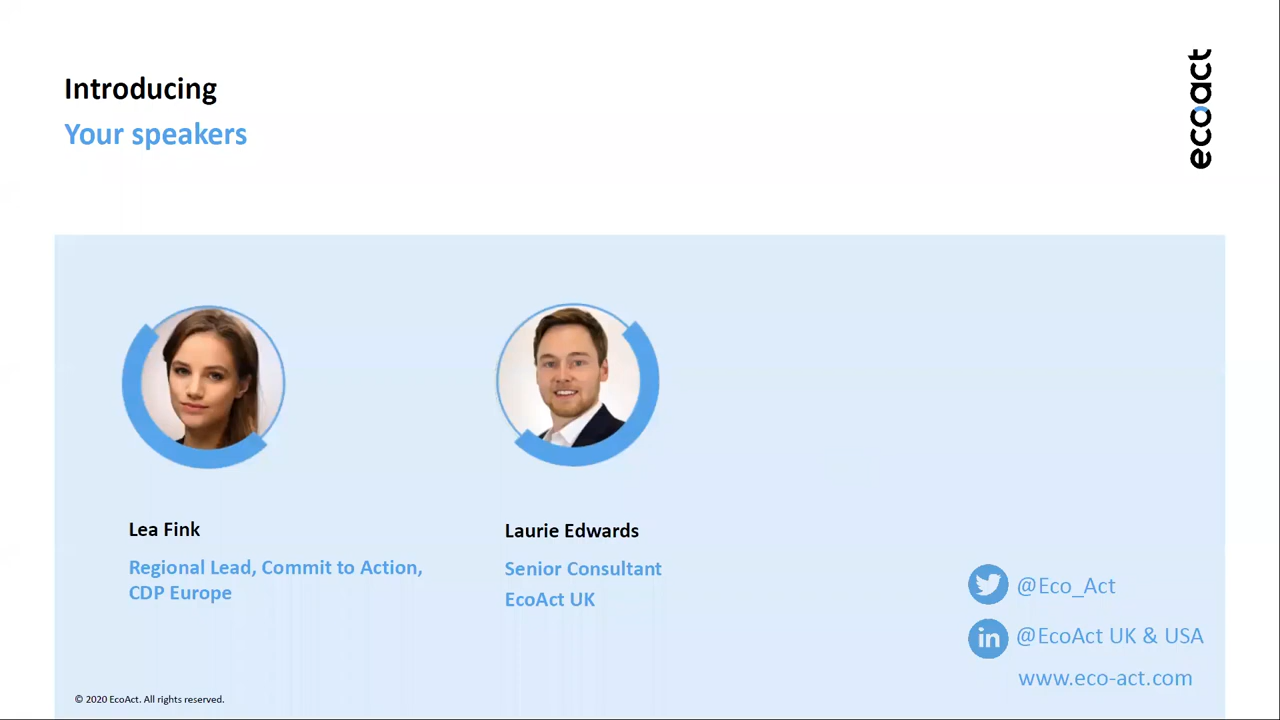 Introducing
Your speakers
ecoact
Lea Fink
Regional Lead, Commit to Action,
CDP Europe
Laurie Edwards
Senior Consultant
EcoAct UK
@Eco_Act
in
@EcoAct UK & USA
www.eco-act.com
© 2020 EcoAct. All rights reserved.